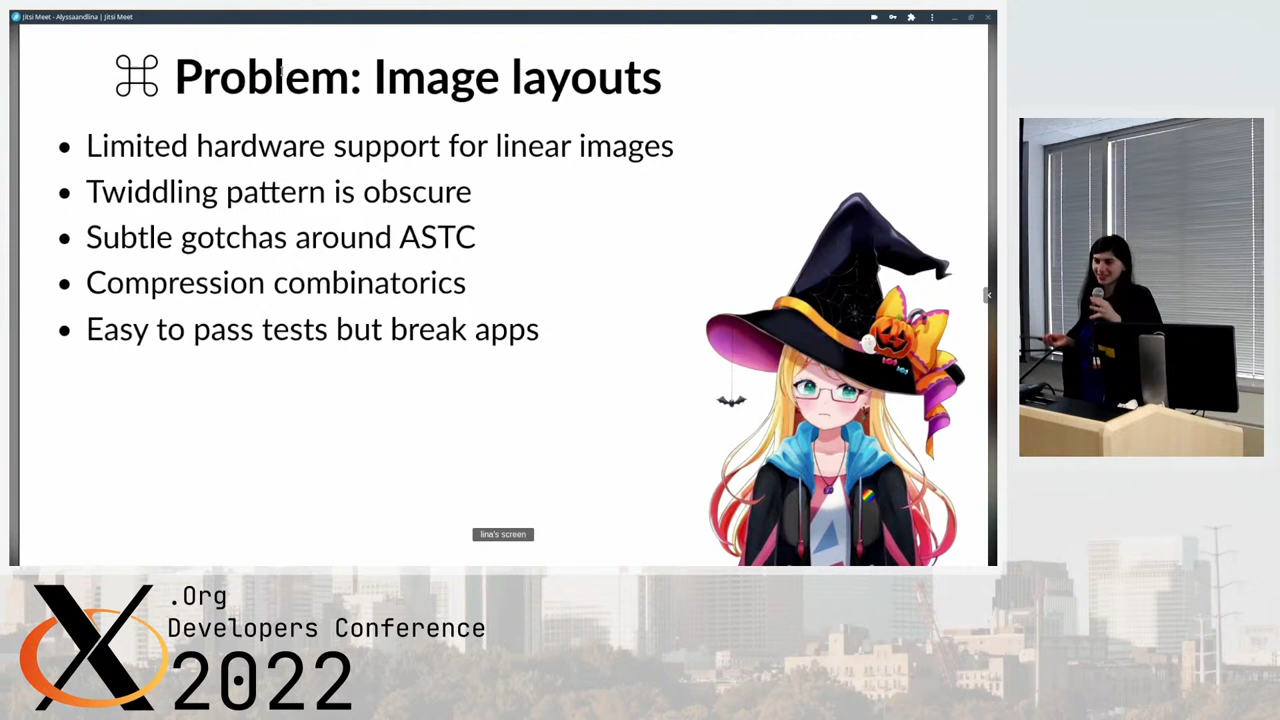 Jitsi Meet - Alyssaandlina | Jitsi Meet
⌘ Problem: Image layouts
• Limited hardware support for linear images
• Twiddling pattern is obscure
• Subtle gotchas around ASTC
• Compression combinatorics
• Easy to pass tests but break apps
lina's screen
X.Org
Developers Conference
2022